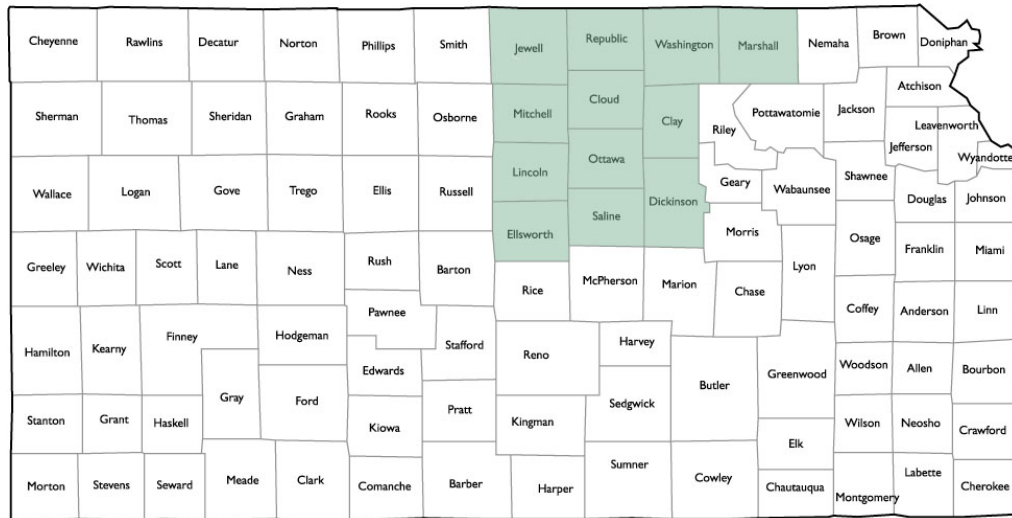 Cheyenne
Rawlins
Decatur
Norton
Phillips
Smith
Jewell
Republic
Washington
Marshall
Nemaha
Brown
Doniphan
Sherman
Thomas
Sheridan
Graham
Rooks
Osborne
Mitchell
Cloud
Clay
Riley
Pottawatomie
Jackson
Atchison
Jefferson
Leavenworth
Wyandotte
Wallace
Logan
Gove
Trego
Ellis
Russell
Lincoln
Ottawa
Saline
Dickinson
Geary
Wabaunsee
Shawnee
Douglas
Johnson
Ellsworth
Morris
Osage
Franklin
Miami
Greeley
Wichita
Scott
Lane
Ness
Rush
Barton
Rice
McPherson
Marion
Chase
Lyon
Coffey
Anderson
Linn
Hamilton
Kearny
Finney
Hodgeman
Pawnee
Stafford
Edwards
Reno
Harvey
Butler
Greenwood
Woodson
Allen
Bourbon
Stanton
Grant
Haskell
Gray
Ford
Kiowa
Pratt
Kingman
Sedgwick
Elk
Wilson
Neosho
Crawford
Morton
Stevens
Seward
Meade
Clark
Comanche
Barber
Harper
Sumner
Cowley
Chautauqua
Montgomery
Labette
Cherokee